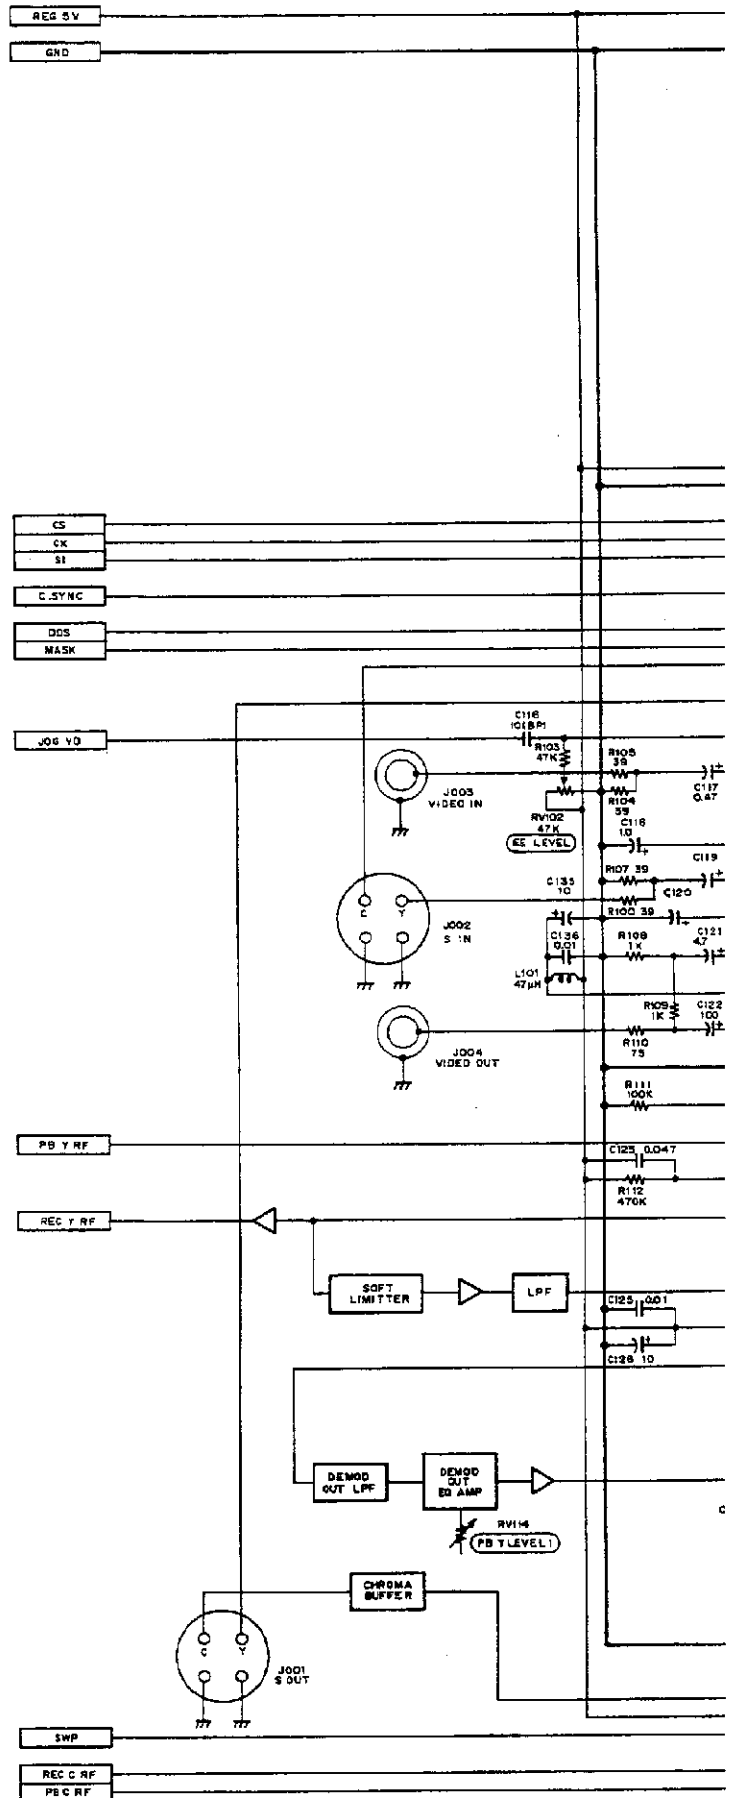 REG 5V
GND
CS
CK
SI
C.SYNC
DOS
MASK
JOG VD
C116
10(BP)
R103
47K
R105
39
J003
VIDEO IN
R104
39
C117
0.47
RV102
47K
EE LEVEL
C118
1.0
C119
R107 39
C135
10
C120
R100 39
C Y
J002
S IN
C136
0.01
R108
1K
C121
4.7
L101
47μH
R109
1K
C122
100
J004
VIDEO OUT
R110
75
R111
100K
PB Y RF
C123 0.047
R112
470K
REC Y RF
SOFT
LIMITTER
LPF
C125 0.01
C126 10
DEMOD
OUT LPF
DEMOD
OUT
EQ AMP
RV114
PB Y LEVEL 1
C
CHROMA
BUFFER
C Y
J001
S OUT
SWP
REC C RF
PB C RF